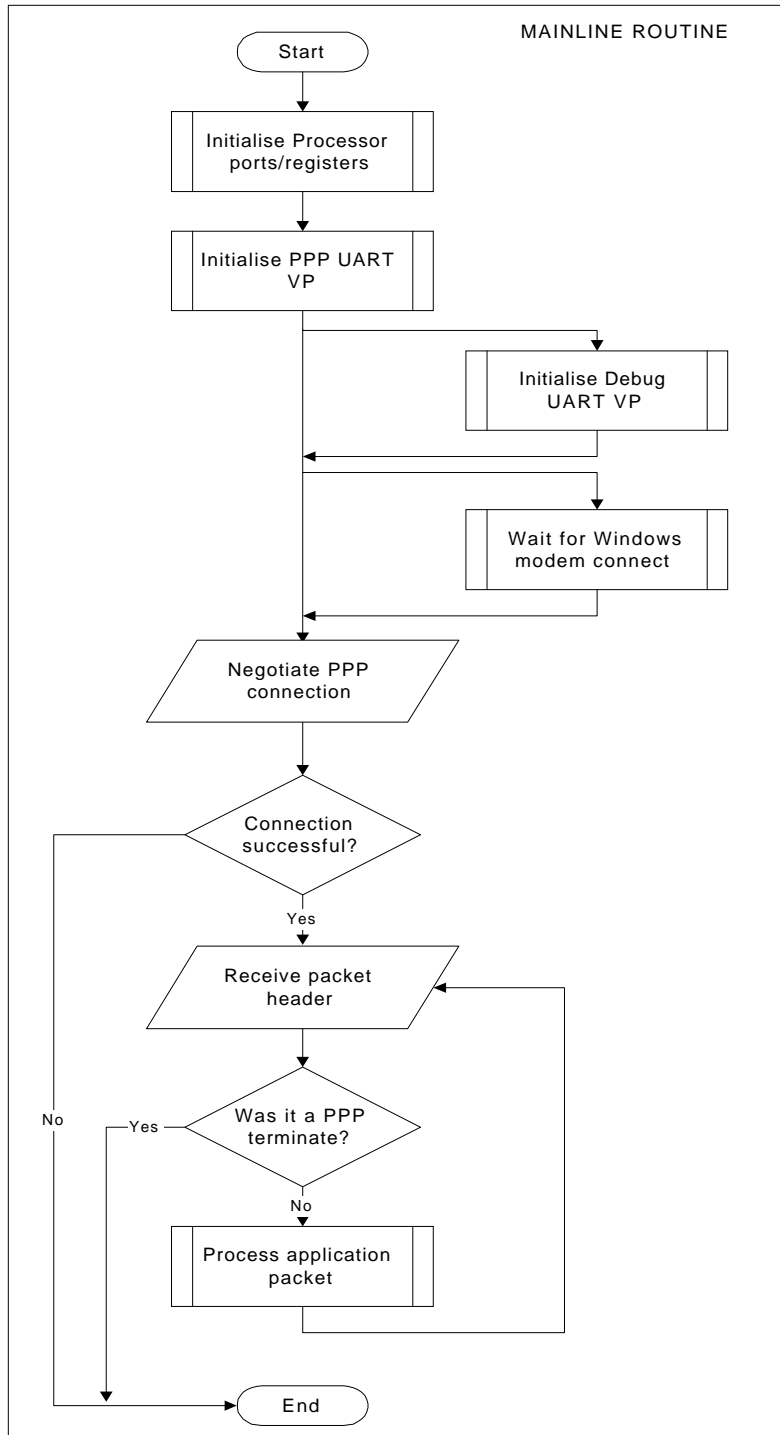 MAINLINE ROUTINE
Start
Initialise Processor
ports/registers
Initialise PPP UART
VP
Initialise Debug
UART VP
Wait for Windows
modem connect
Negotiate PPP
connection
Connection
successful?
Yes
Receive packet
header
No
Yes
Was it a PPP
terminate?
No
Process application
packet
End